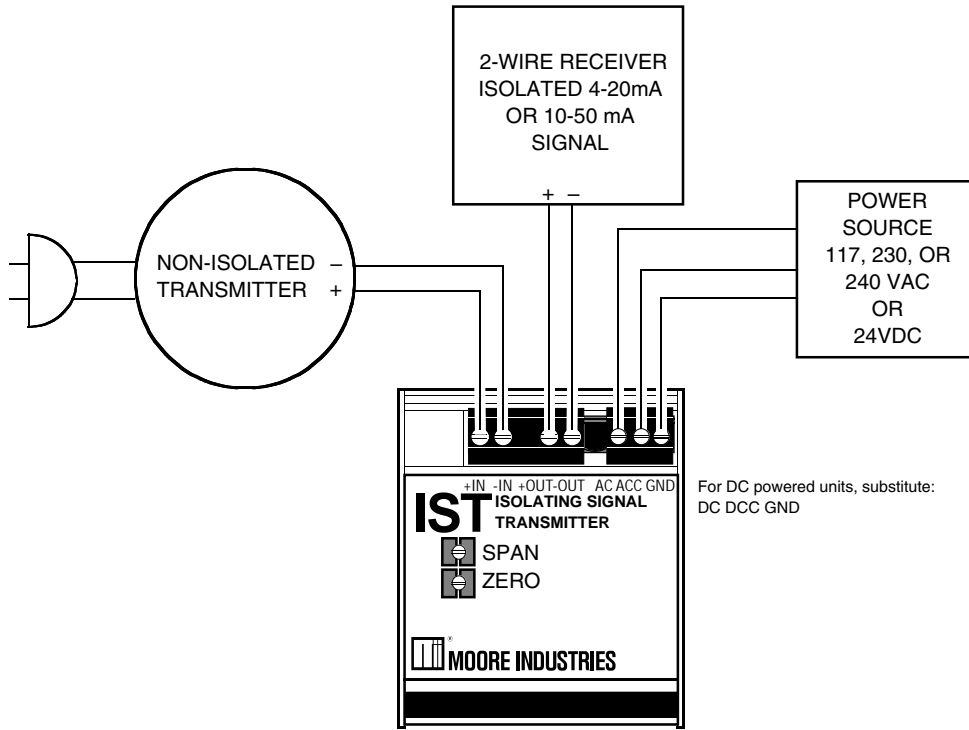 2-WIRE RECEIVER
ISOLATED 4-20mA
OR 10-50 mA
SIGNAL
+ –
POWER
SOURCE
117, 230, OR
240 VAC
OR
24VDC
NON-ISOLATED –
TRANSMITTER +
+IN -IN +OUT-OUT AC ACC GND
For DC powered units, substitute:
DC DCC GND
IST
ISOLATING SIGNAL
TRANSMITTER
SPAN
ZERO
® MOORE INDUSTRIES